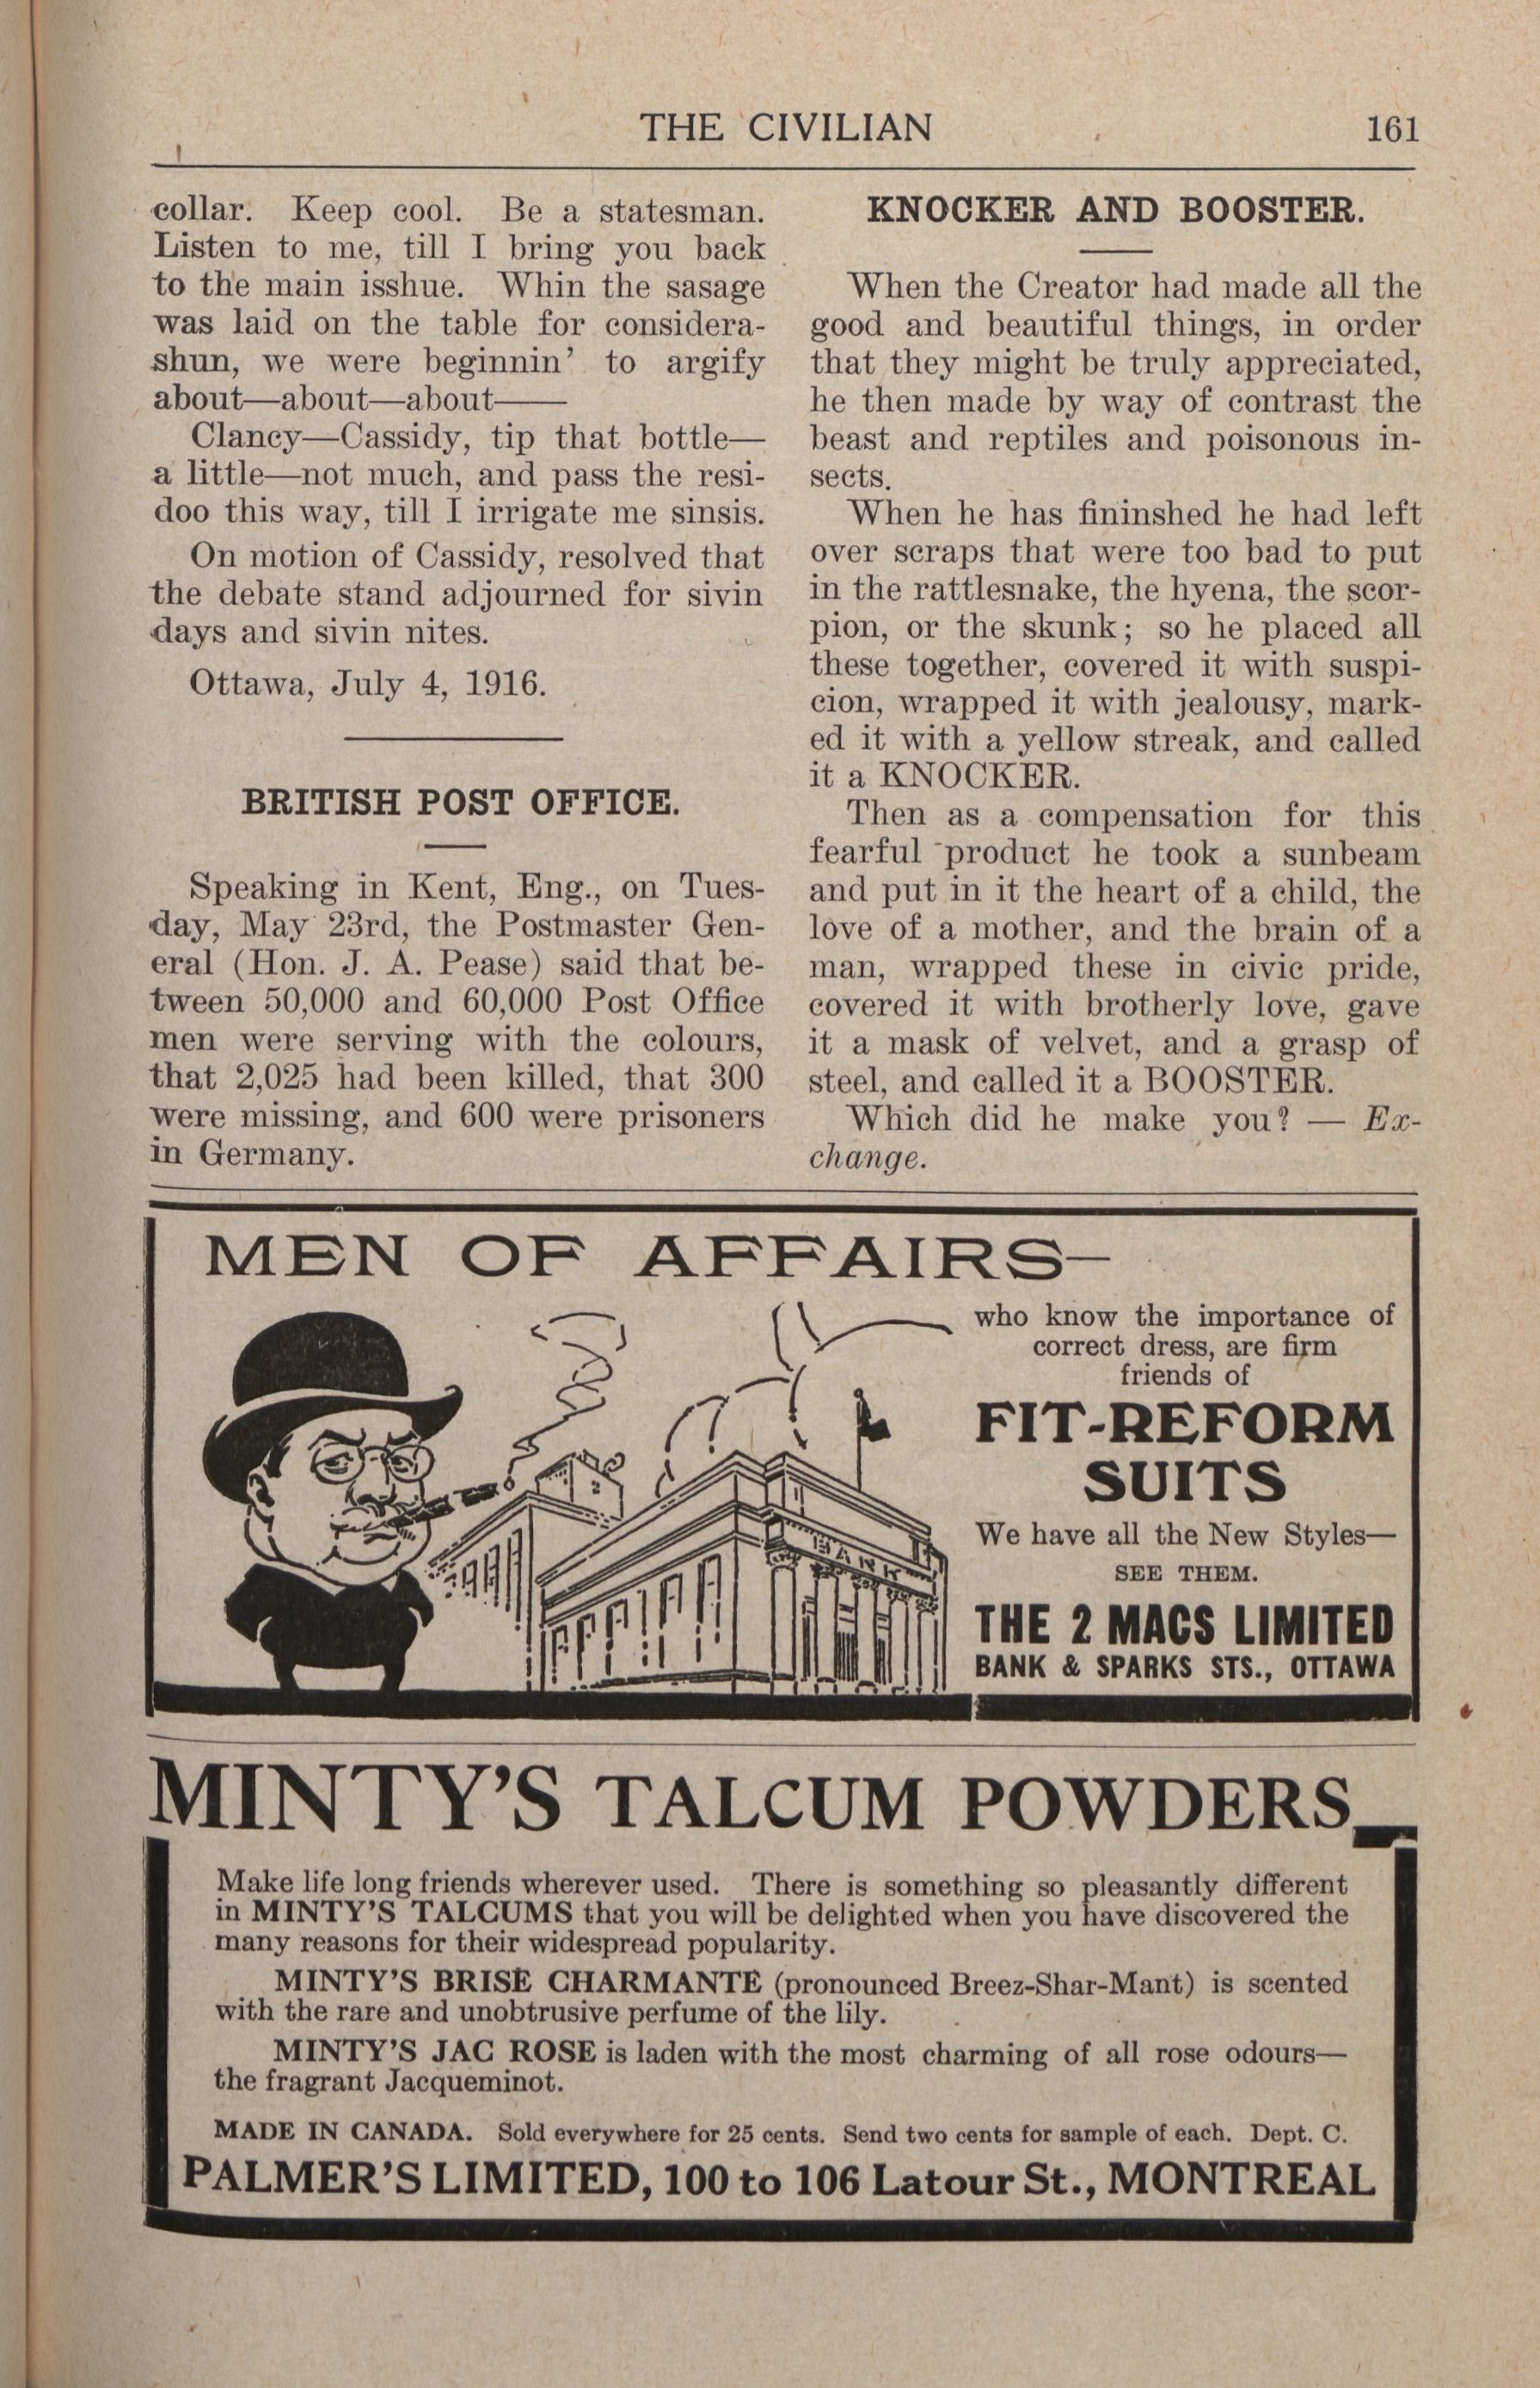 THE CIVILIAN 161
collar. Keep cool. Be a statesman.
Listen to me, till I bring you back
to the main isshue. Whin the sasage
was laid on the table for considera-
shun, we were beginnin' to argify
about—about—about——
Clancy—Cassidy, tip that bottle—
a little—not much, and pass the resi-
doo this way, till I irrigate me sinsis.
On motion of Cassidy, resolved that
the debate stand adjourned for sivin
days and sivin nites.
Ottawa, July 4, 1916.
BRITISH POST OFFICE.
Speaking in Kent, Eng., on Tues-
day, May 23rd, the Postmaster Gen-
eral (Hon. J. A. Pease) said that be-
tween 50,000 and 60,000 Post Office
men were serving with the colours,
that 2,025 had been killed, that 300
were missing, and 600 were prisoners
in Germany.
KNOCKER AND BOOSTER.
When the Creator had made all the
good and beautiful things, in order
that they might be truly appreciated,
he then made by way of contrast the
beast and reptiles and poisonous in-
sects.
When he has fininshed he had left
over scraps that were too bad to put
in the rattlesnake, the hyena, the scor-
pion, or the skunk; so he placed all
these together, covered it with suspi-
cion, wrapped it with jealousy, mark-
ed it with a yellow streak, and called
it a KNOCKER.
Then as a compensation for this
fearful product he took a sunbeam
and put in it the heart of a child, the
love of a mother, and the brain of a
man, wrapped these in civic pride,
covered it with brotherly love, gave
it a mask of velvet, and a grasp of
steel, and called it a BOOSTER.
Which did he make you? — Ex-
change.
MEN OF AFFAIRS—
who know the importance of
correct dress, are firm
friends of
FIT-REFORM
SUITS
We have all the New Styles—
SEE THEM.
THE 2 MACS LIMITED
BANK & SPARKS STS., OTTAWA
BANK
MINTY'S TALCUM POWDERS
Make life long friends wherever used. There is something so pleasantly different
in MINTY'S TALCUMS that you will be delighted when you have discovered the
many reasons for their widespread popularity.
MINTY'S BRISE CHARMANTE (pronounced Breez-Shar-Mant) is scented
with the rare and unobtrusive perfume of the lily.
MINTY'S JAC ROSE is laden with the most charming of all rose odours—
the fragrant Jacqueminot.
MADE IN CANADA. Sold everywhere for 25 cents. Send two cents for sample of each. Dept. C.
PALMER'S LIMITED, 100 to 106 Latour St., MONTREAL